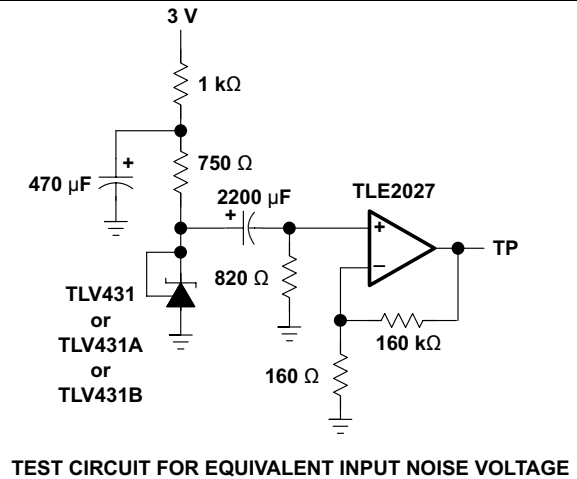 3 V
1 kΩ
+
750 Ω
470 µF
2200 µF
+
TLE2027
+
−
TP
820 Ω
TLV431
or
TLV431A
or
TLV431B
160 kΩ
160 Ω
TEST CIRCUIT FOR EQUIVALENT INPUT NOISE VOLTAGE